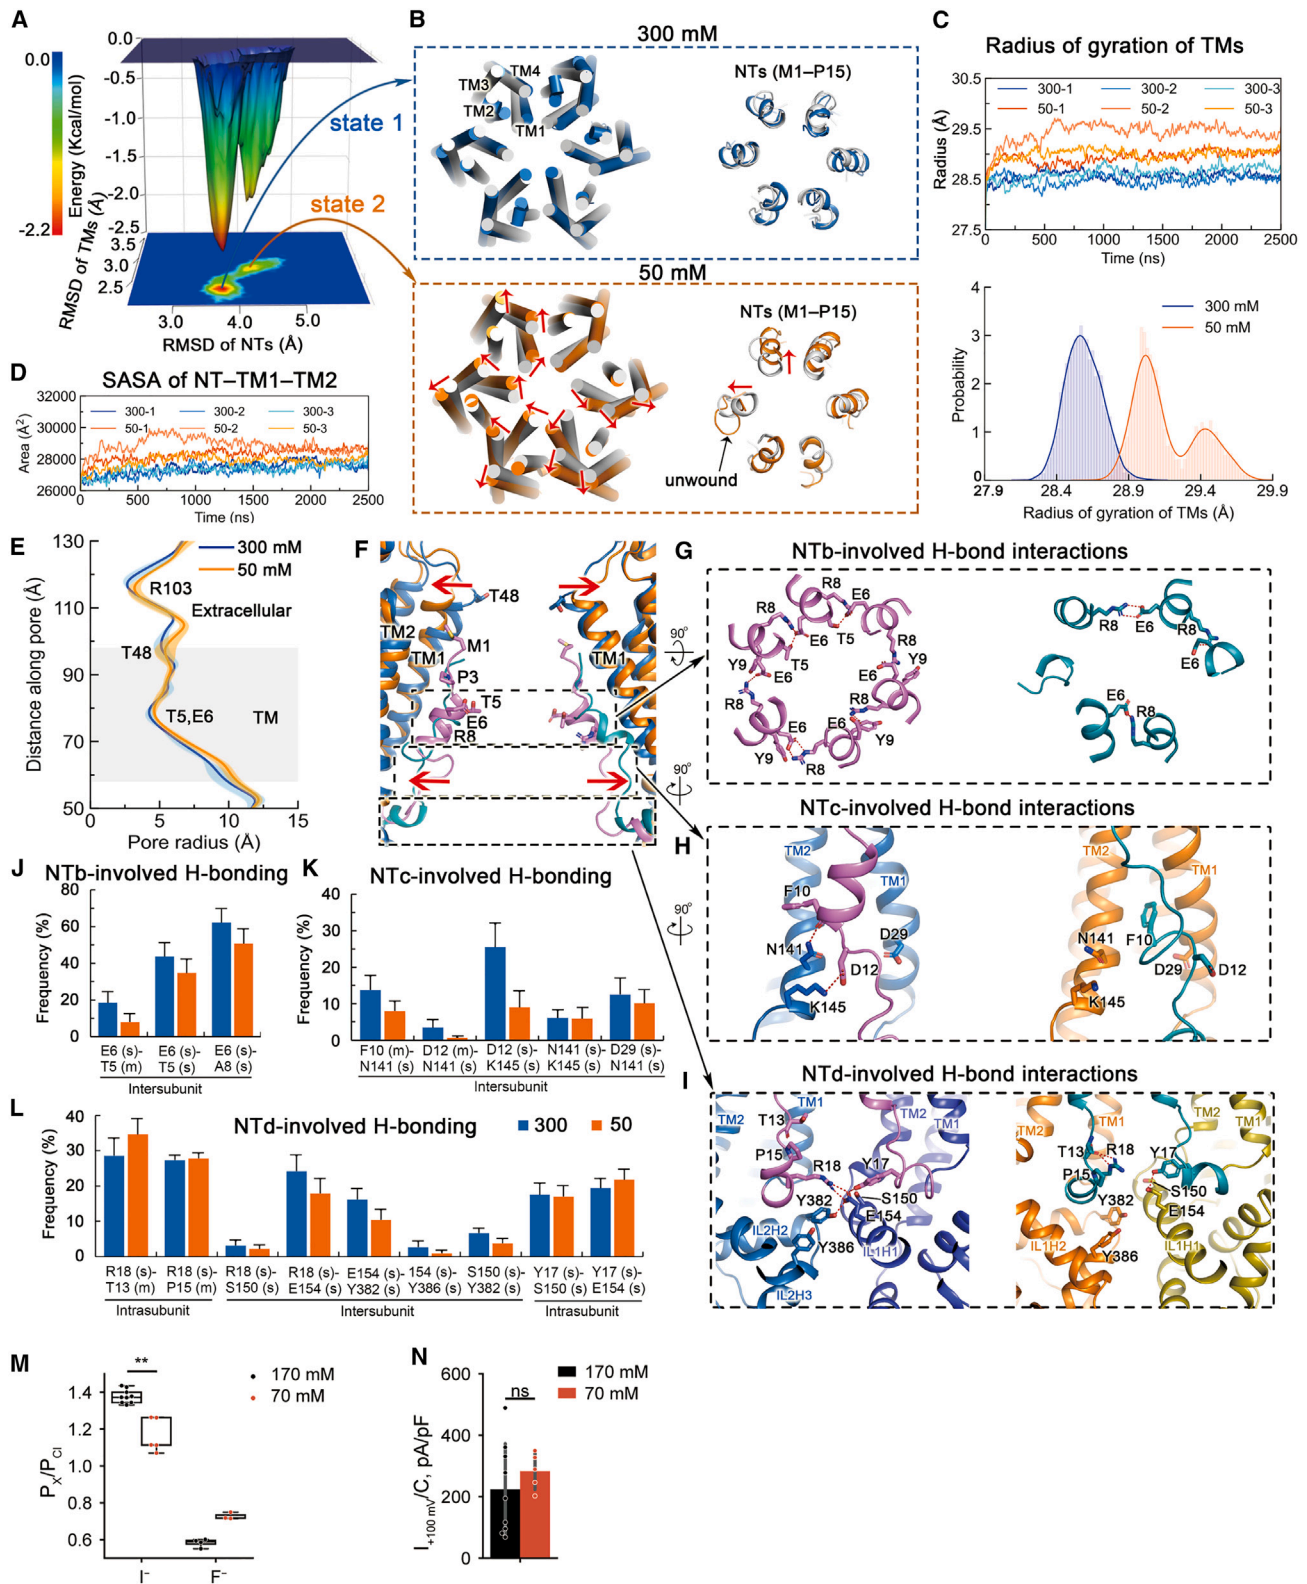 A
0.0
-2.2
Energy (Kcal/mol)
0.0
-0.5
-1.0
-1.5
-2.0
-2.5
3.5
3.0
2.5
RMSD of TMs (Å)
3.0 4.0 5.0
RMSD of NTs (Å)
state 1
state 2
B
300 mM
TM4
TM3
TM2
TM1
NTs (M1–P15)
50 mM
NTs (M1–P15)
unwound
C
Radius of gyration of TMs
300-1 300-2 300-3
50-1 50-2 50-3
30.5
29.5
28.5
27.5
Radius (Å)
0 500 1000 1500 2000 2500
Time (ns)
300 mM
50 mM
4
3
2
1
0
Probability
27.9 28.4 28.9 29.4 29.9
Radius of gyration of TMs (Å)
D
SASA of NT–TM1–TM2
300-1 300-2 300-3
50-1 50-2 50-3
32000
30000
28000
26000
Area (Å²)
0 500 1000 1500 2000 2500
Time (ns)
E
300 mM
50 mM
130
110
90
70
50
Distance along pore (Å)
R103
Extracellular
T48
T5,E6
TM
0 5 10 15
Pore radius (Å)
F
T48
TM2
TM1
M1
TM1
P3
T5
E6
R8
90°
90°
90°
G
NTb-involved H-bond interactions
R8
E6
R8
E6
T5
R8
Y9
T5
E6
E6
R8
R8
Y9
E6
E6
Y9
Y9
R8
R8
E6
R8
E6
E6
R8
H
NTc-involved H-bond interactions
TM2
TM1
F10
N141
D29
D12
K145
TM2
TM1
N141
F10
D29
D12
K145
I
NTd-involved H-bond interactions
TM2
TM1
T13
P15
R18
Y17
TM2
TM1
Y382
S150
E154
IL2H2
Y386
IL1H1
IL2H3
TM2
TM1
T13
R18
P15
Y17
TM2
TM1
S150
Y382
E154
IL1H2
Y386
IL1H1
J
NTb-involved H-bonding
80
60
40
20
0
Frequency (%)
E6 (s)- E6 (s)- E6 (s)-
T5 (m) T5 (s) A8 (s)
Intersubunit
K
NTc-involved H-bonding
40
30
20
10
0
Frequency (%)
F10 (m)- D12 (m)- D12 (s)- N141 (s)- D29 (s)-
N141 (s) N141 (s) K145 (s) K145 (s) N141 (s)
Intersubunit
L
NTd-involved H-bonding
300 50
40
30
20
10
0
Frequency (%)
R18 (s)- R18 (s)- R18 (s)- R18 (s)- E154 (s)- 154 (s)- S150 (s)- Y17 (s)- Y17 (s)-
T13 (m) P15 (m) S150 (s) E154 (s) Y382 (s) Y386 (s) Y382 (s) S150 (s) E154 (s)
Intrasubunit Intersubunit Intrasubunit
M
**
170 mM
70 mM
1.4
1.2
1.0
0.8
0.6
PX/PCl
I⁻ F⁻
N
170 mM
70 mM
ns
600
400
200
0
I+100 mV/C, pA/pF